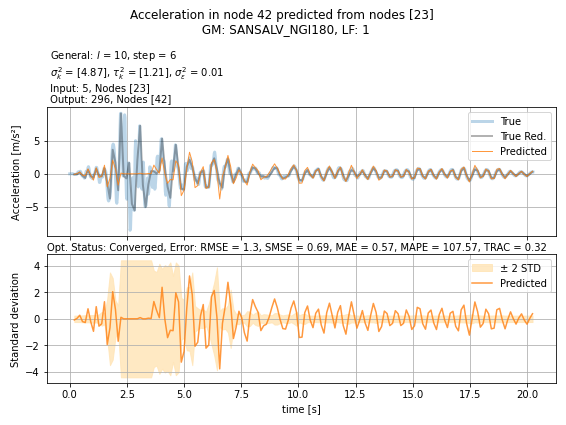 Acceleration in node 42 predicted from nodes [23]
GM: SANSALV_NGI180, LF: 1
General: l = 10, step = 6
σ²ₖ = [4.87], τ²ₖ = [1.21], σ²ε = 0.01
Input: 5, Nodes [23]
Output: 296, Nodes [42]
Acceleration [m/s²]
5
0
−5
True
True Red.
Predicted
Opt. Status: Converged, Error: RMSE = 1.3, SMSE = 0.69, MAE = 0.57, MAPE = 107.57, TRAC = 0.32
Standard deviation
4
2
0
−2
−4
± 2 STD
Predicted
0.0 2.5 5.0 7.5 10.0 12.5 15.0 17.5 20.0
time [s]